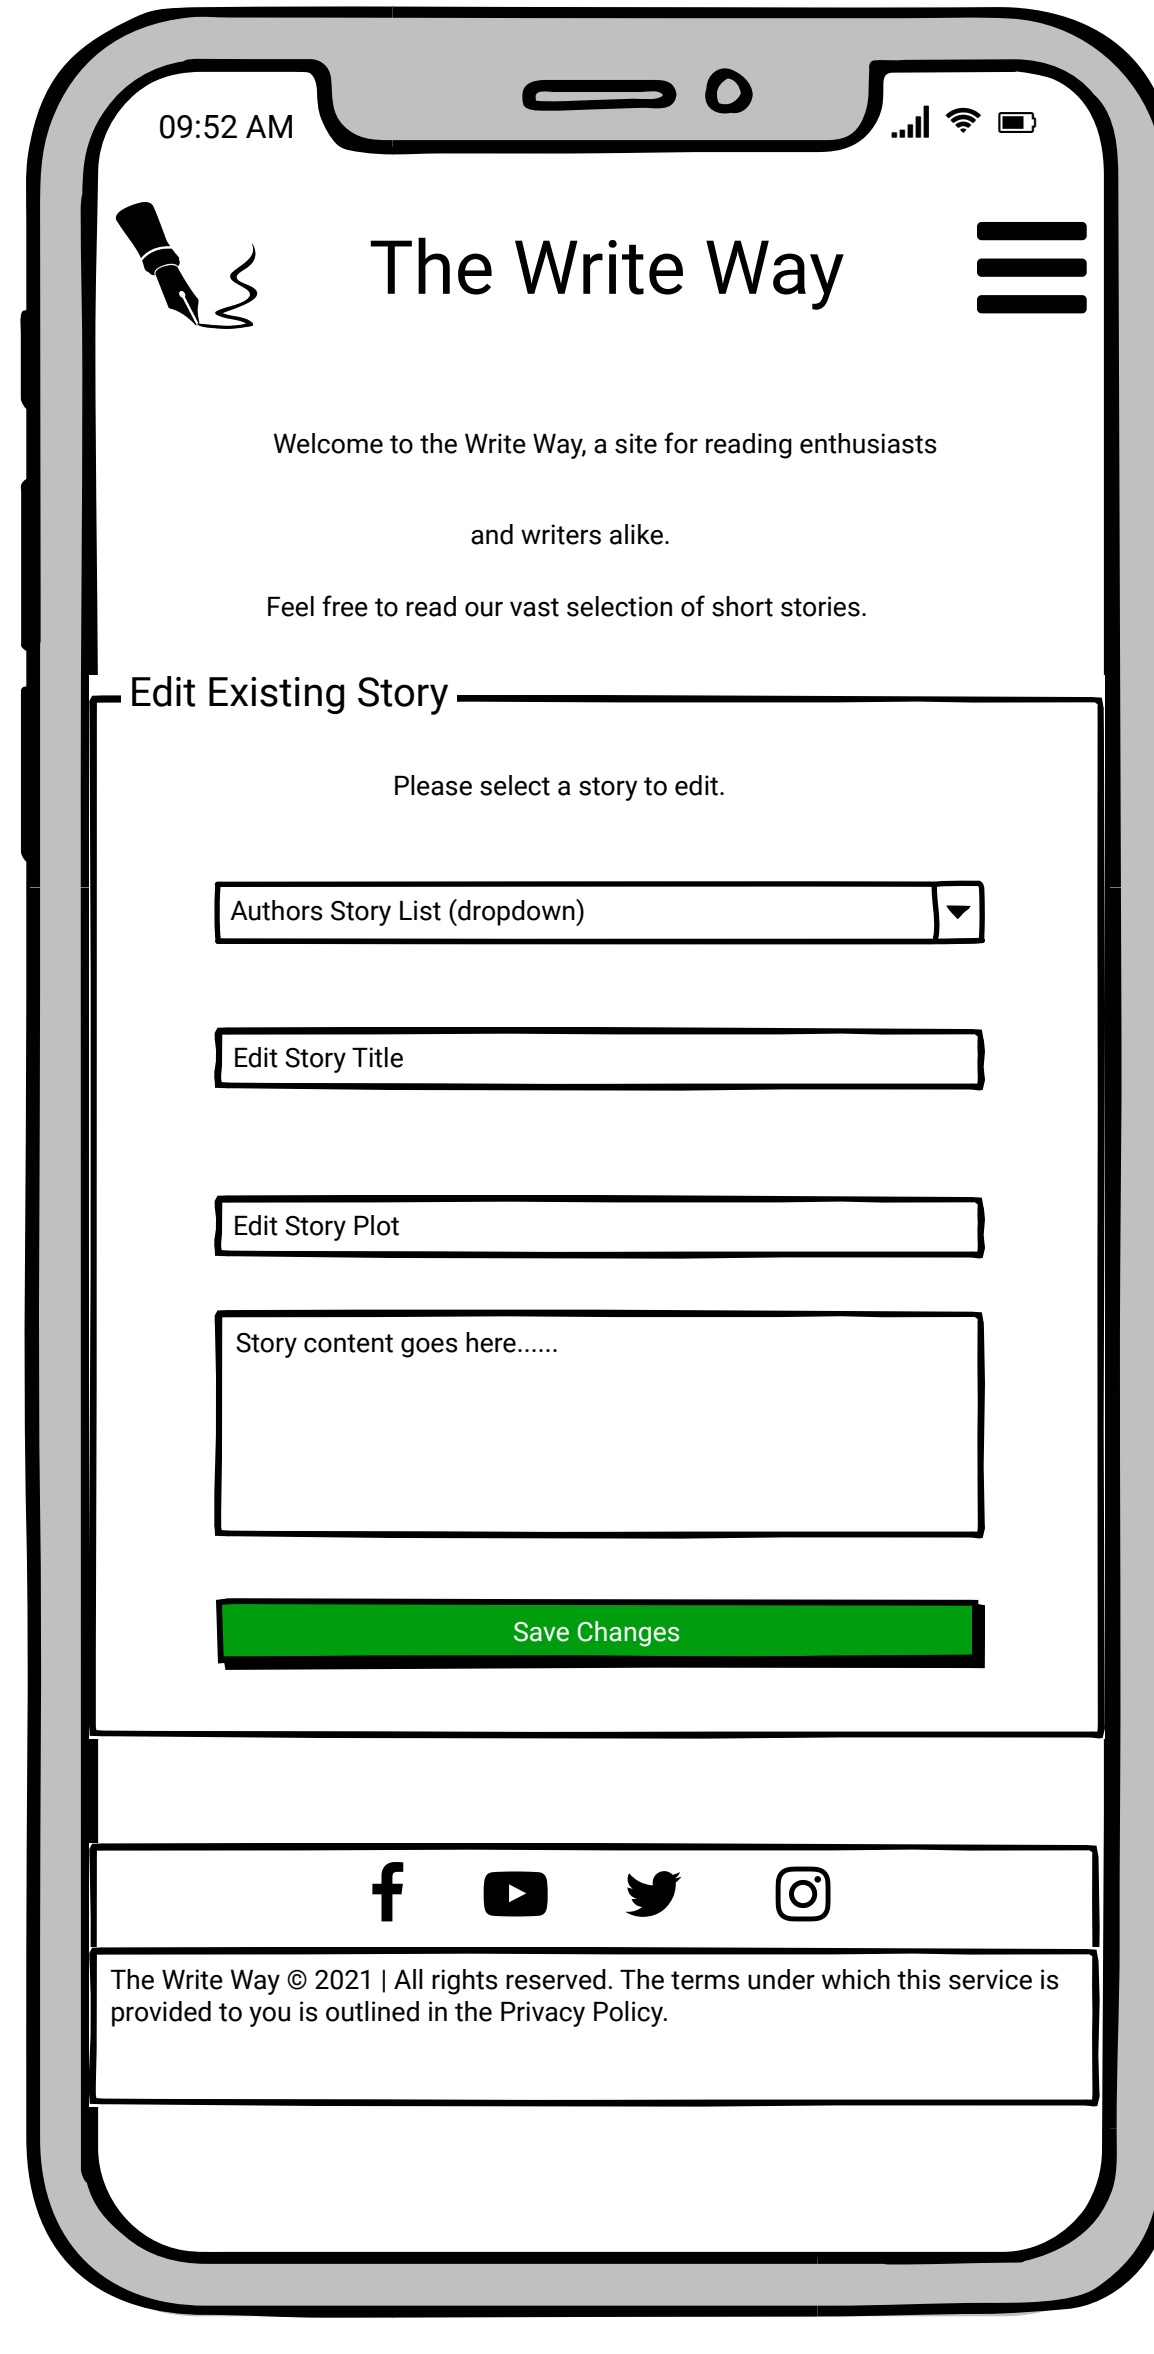 09:52 AM
The Write Way
Welcome to the Write Way, a site for reading enthusiasts
and writers alike.
Feel free to read our vast selection of short stories.
Edit Existing Story
Please select a story to edit.
Authors Story List (dropdown)
Edit Story Title
Edit Story Plot
Story content goes here......
Save Changes
The Write Way © 2021 | All rights reserved. The terms under which this service is
provided to you is outlined in the Privacy Policy.